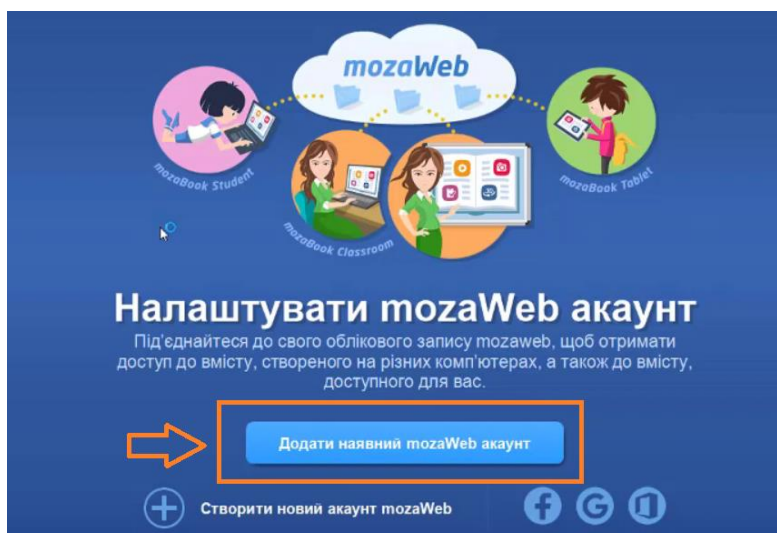 mozaWeb
mozaBook Student
mozaBook Classroom
mozaBook Tablet
Налаштувати mozaWeb акаунт
Під'єднайтеся до свого облікового запису mozaweb, щоб отримати
доступ до вмісту, створеного на різних комп'ютерах, а також до вмісту,
доступного для вас.
Додати наявний mozaWeb акаунт
Створити новий акаунт mozaWeb